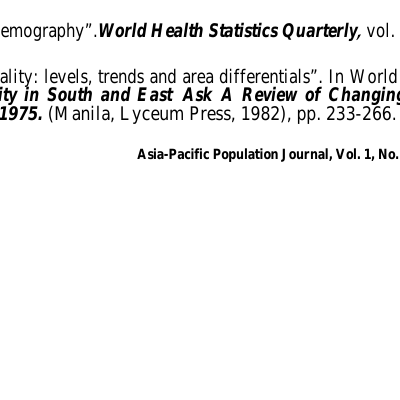 emography”.World Health Statistics Quarterly, vol.
ality: levels, trends and area differentials”. In World
ity in South and East Ask A Review of Changing
1975. (Manila, Lyceum Press, 1982), pp. 233-266.
Asia-Pacific Population Journal, Vol. 1, No.